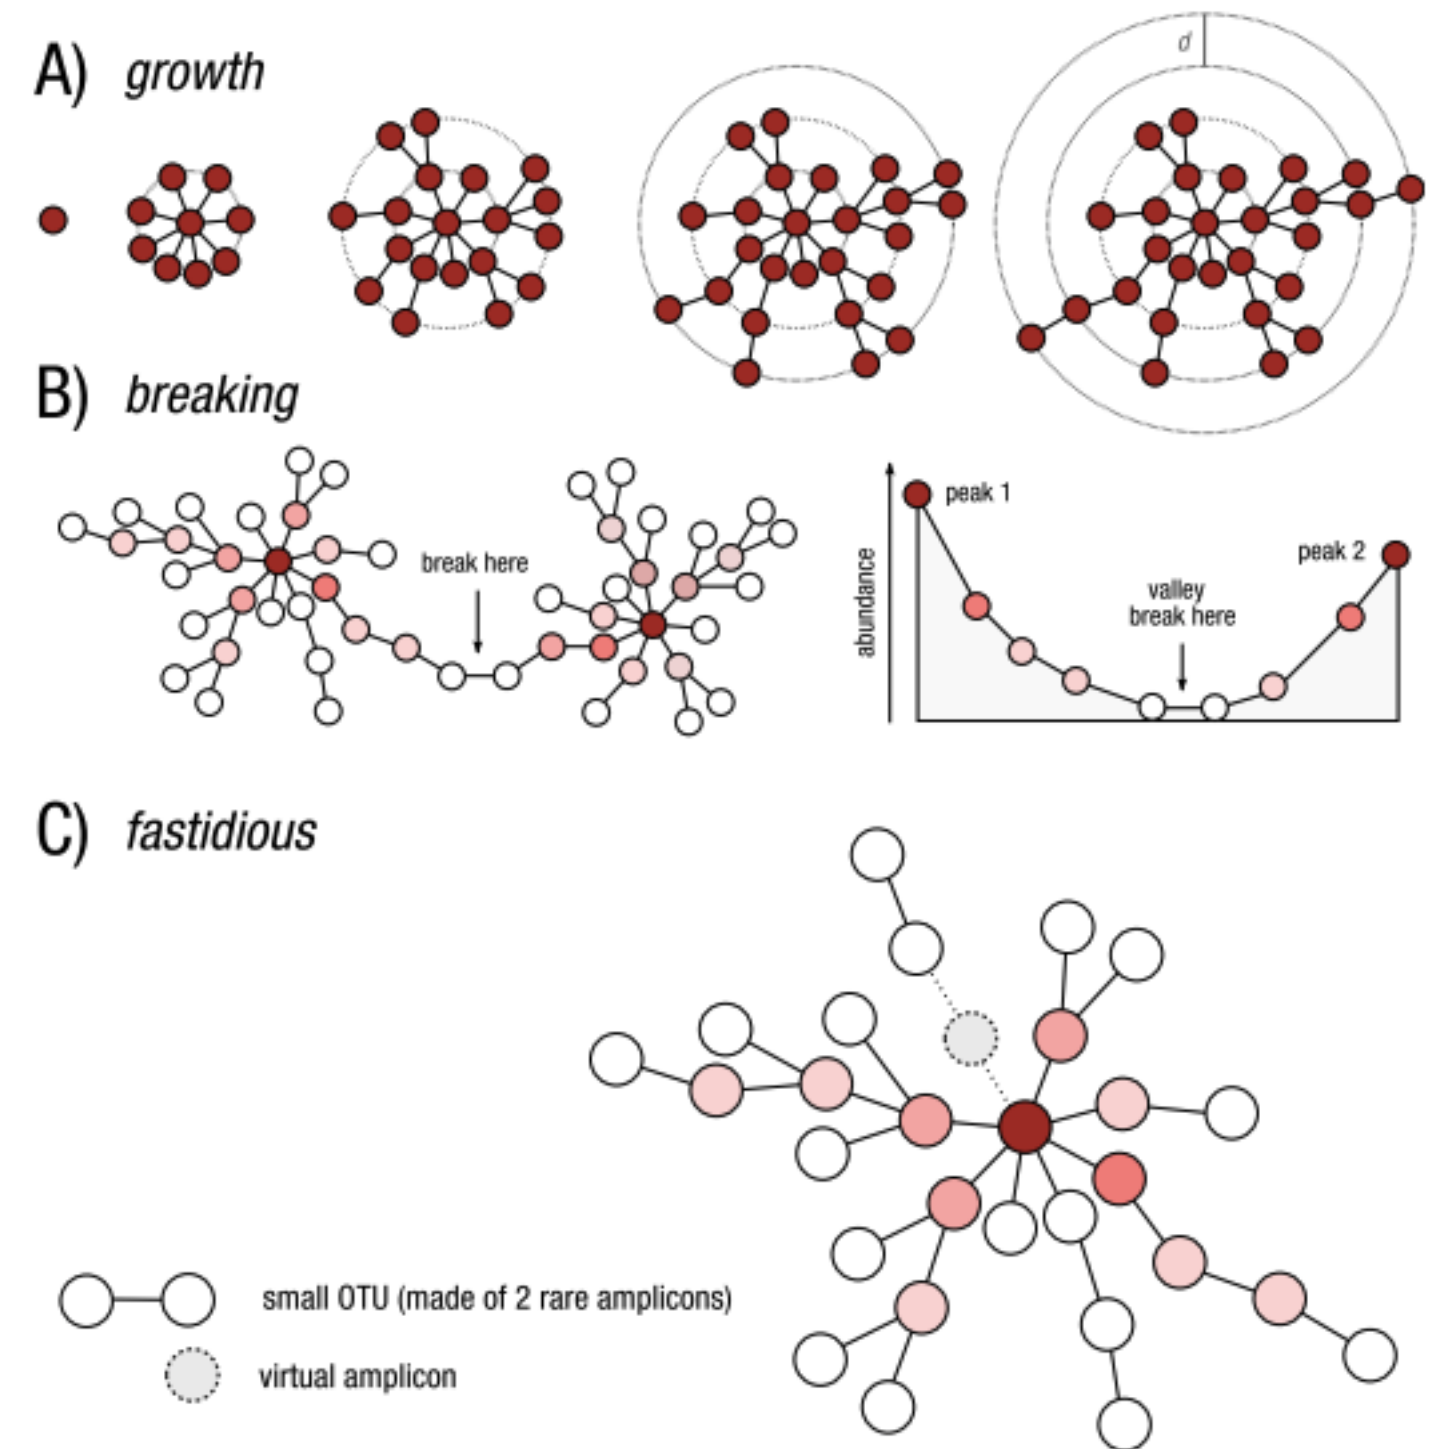 A) growth
d
B) breaking
break here
abundance
peak 1
peak 2
valley
break here
C) fastidious
small OTU (made of 2 rare amplicons)
virtual amplicon